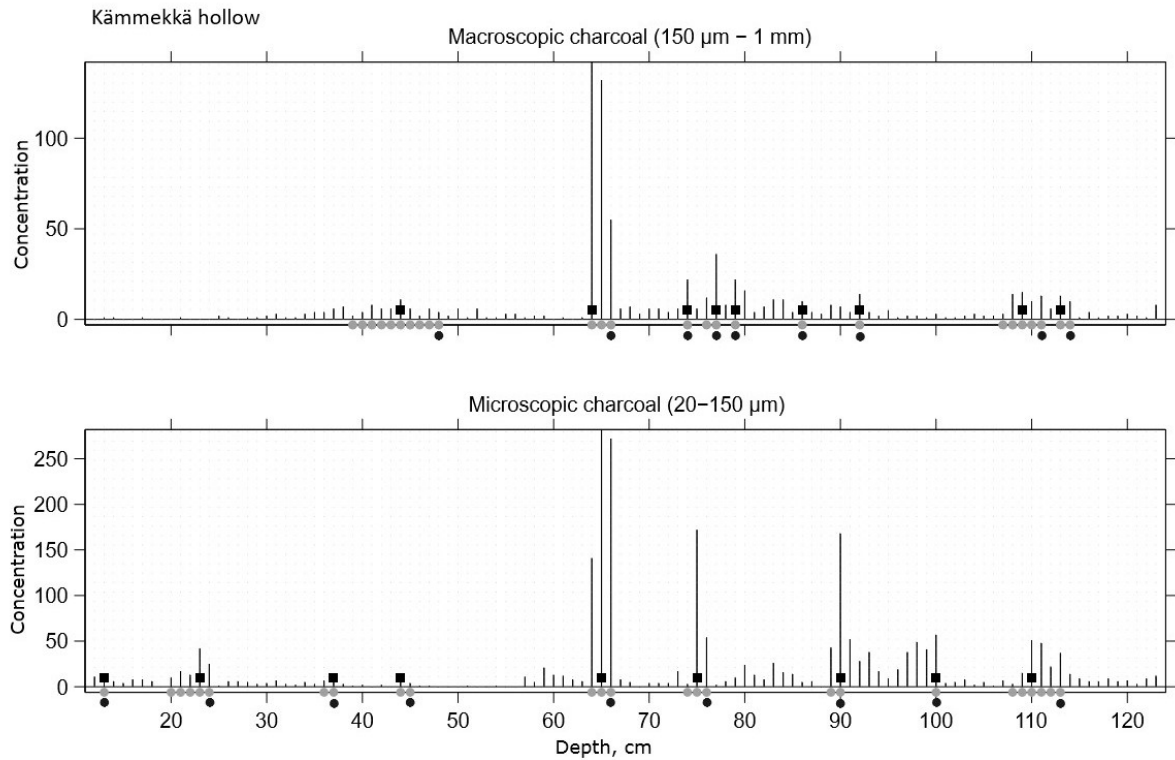 Kämmekkä hollow
Macroscopic charcoal (150 µm − 1 mm)
Concentration
100
50
0
Microscopic charcoal (20−150 µm)
Concentration
250
200
150
100
50
0
20 30 40 50 60 70 80 90 100 110 120
Depth, cm